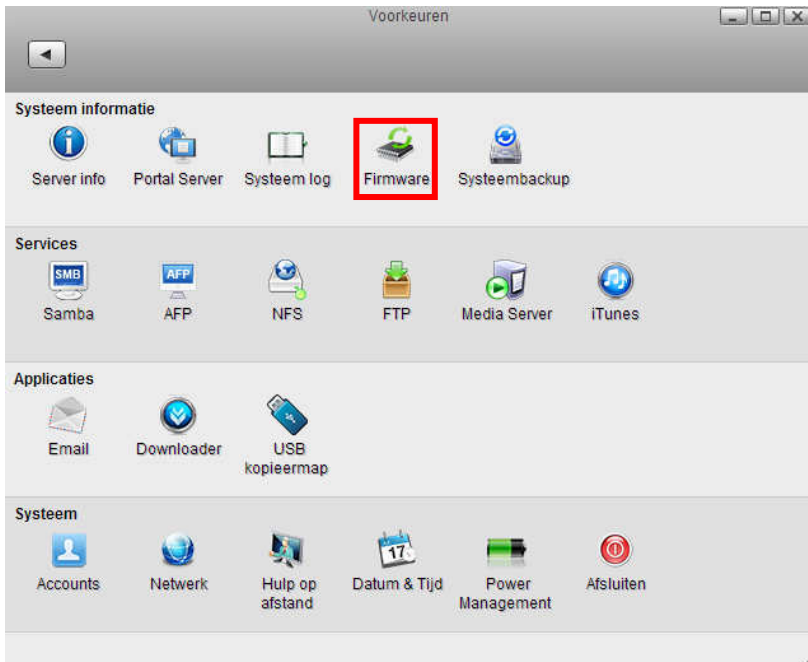 Voorkeuren
Systeem informatie
Server info
Portal Server
Systeem log
Firmware
Systeembackup
Services
SMB
AFP
Samba
AFP
NFS
FTP
Media Server
iTunes
Applicaties
Email
Downloader
USB
kopieermap
Systeem
17
Accounts
Netwerk
Hulp op
afstand
Datum & Tijd
Power
Management
Afsluiten